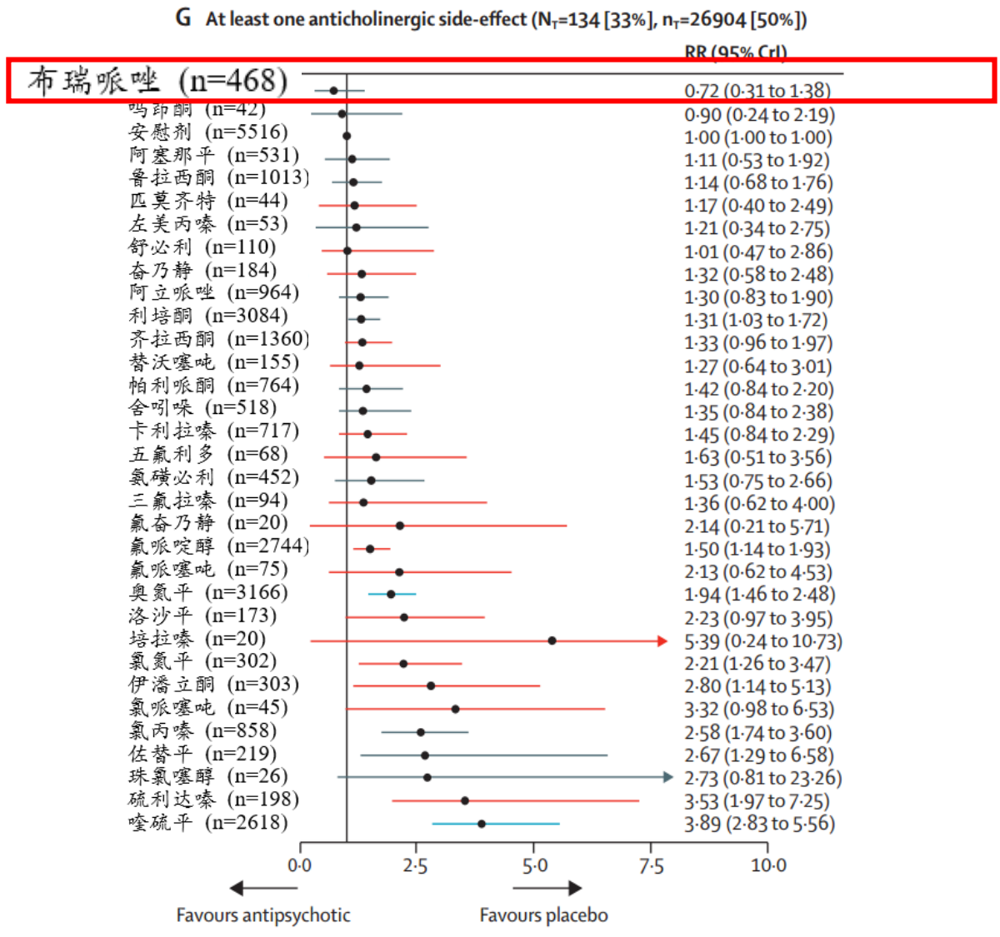 G At least one anticholinergic side-effect (NT=134 [33%], nT=26904 [50%])
RR (95% CrI)
布瑞哌唑 (n=468) 0·72 (0·31 to 1·38)
吗茚酮 (n=42) 0·90 (0·24 to 2·19)
安慰剂 (n=5516) 1·00 (1·00 to 1·00)
阿塞那平 (n=531) 1·11 (0·53 to 1·92)
鲁拉西酮 (n=1013) 1·14 (0·68 to 1·76)
匹莫齐特 (n=44) 1·17 (0·40 to 2·49)
左美丙嗪 (n=53) 1·21 (0·34 to 2·75)
舒必利 (n=110) 1·01 (0·47 to 2·86)
奋乃静 (n=184) 1·32 (0·58 to 2·48)
阿立哌唑 (n=964) 1·30 (0·83 to 1·90)
利培酮 (n=3084) 1·31 (1·03 to 1·72)
齐拉西酮 (n=1360) 1·33 (0·96 to 1·97)
替沃噻吨 (n=155) 1·27 (0·64 to 3·01)
帕利哌酮 (n=764) 1·42 (0·84 to 2·20)
舍吲哚 (n=518) 1·35 (0·84 to 2·38)
卡利拉嗪 (n=717) 1·45 (0·84 to 2·29)
五氟利多 (n=68) 1·63 (0·51 to 3·56)
氨磺必利 (n=452) 1·53 (0·75 to 2·66)
三氟拉嗪 (n=94) 1·36 (0·62 to 4·00)
氟奋乃静 (n=20) 2·14 (0·21 to 5·71)
氟哌啶醇 (n=2744) 1·50 (1·14 to 1·93)
氟哌噻吨 (n=75) 2·13 (0·62 to 4·53)
奥氮平 (n=3166) 1·94 (1·46 to 2·48)
洛沙平 (n=173) 2·23 (0·97 to 3·95)
培拉嗪 (n=20) 5·39 (0·24 to 10·73)
氯氮平 (n=302) 2·21 (1·26 to 3·47)
伊潘立酮 (n=303) 2·80 (1·14 to 5·13)
氯哌噻吨 (n=45) 3·32 (0·98 to 6·53)
氯丙嗪 (n=858) 2·58 (1·74 to 3·60)
佐替平 (n=219) 2·67 (1·29 to 6·58)
珠氯噻醇 (n=26) 2·73 (0·81 to 23·26)
硫利达嗪 (n=198) 3·53 (1·97 to 7·25)
喹硫平 (n=2618) 3·89 (2·83 to 5·56)
0·0 2·5 5·0 7·5 10·0
Favours antipsychotic Favours placebo